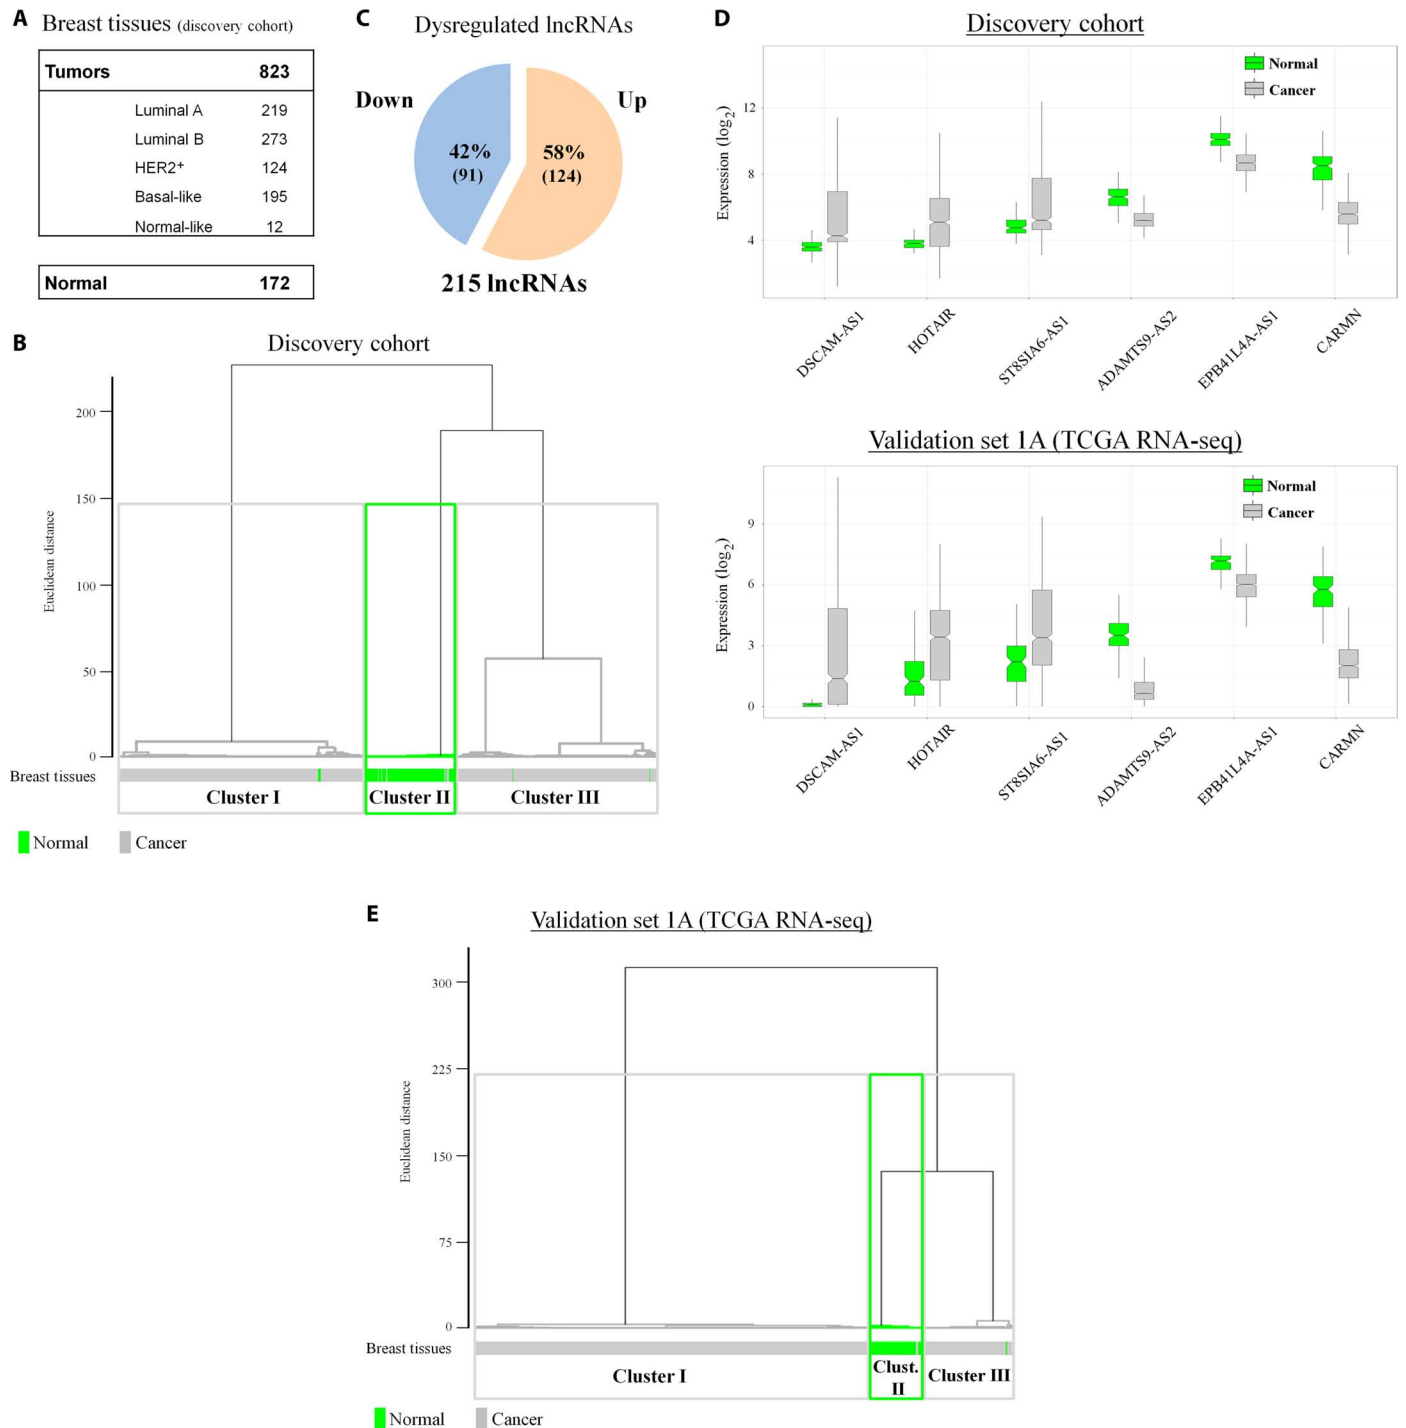 A Breast tissues (discovery cohort)
Tumors 823
Luminal A 219
Luminal B 273
HER2+ 124
Basal-like 195
Normal-like 12
Normal 172
B
Discovery cohort
Euclidean distance
200
150
100
50
0
Breast tissues
Cluster I Cluster II Cluster III
Normal Cancer
C
Dysregulated lncRNAs
Down Up
42% 58%
(91) (124)
215 lncRNAs
D
Discovery cohort
Normal
Cancer
Expression (log2)
12
8
4
DSCAM-AS1 HOTAIR ST8SIA6-AS1 ADAMTS9-AS2 EPB41L4A-AS1 CARMN
Validation set 1A (TCGA RNA-seq)
Normal
Cancer
Expression (log2)
9
6
3
0
DSCAM-AS1 HOTAIR ST8SIA6-AS1 ADAMTS9-AS2 EPB41L4A-AS1 CARMN
E
Validation set 1A (TCGA RNA-seq)
Euclidean distance
300
225
150
75
0
Breast tissues
Cluster I Clust. II Cluster III
Normal Cancer